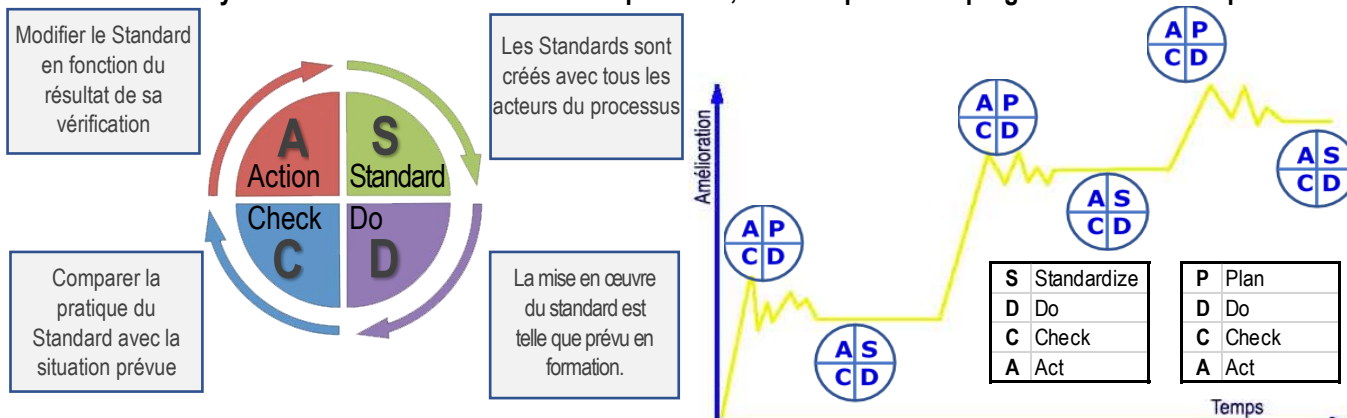 Modifier le Standard
en fonction du
résultat de sa
vérification
Les Standards sont
créés avec tous les
acteurs du processus
A
Action
S
Standard
Check
C
Do
D
Comparer la
pratique du
Standard avec la
situation prévue
La mise en œuvre
du standard est
telle que prévu en
formation.
Amélioration
A P
C D
A S
C D
A P
C D
A S
C D
A P
C D
A S
C D
S Standardize
D Do
C Check
A Act
P Plan
D Do
C Check
A Act
Temps